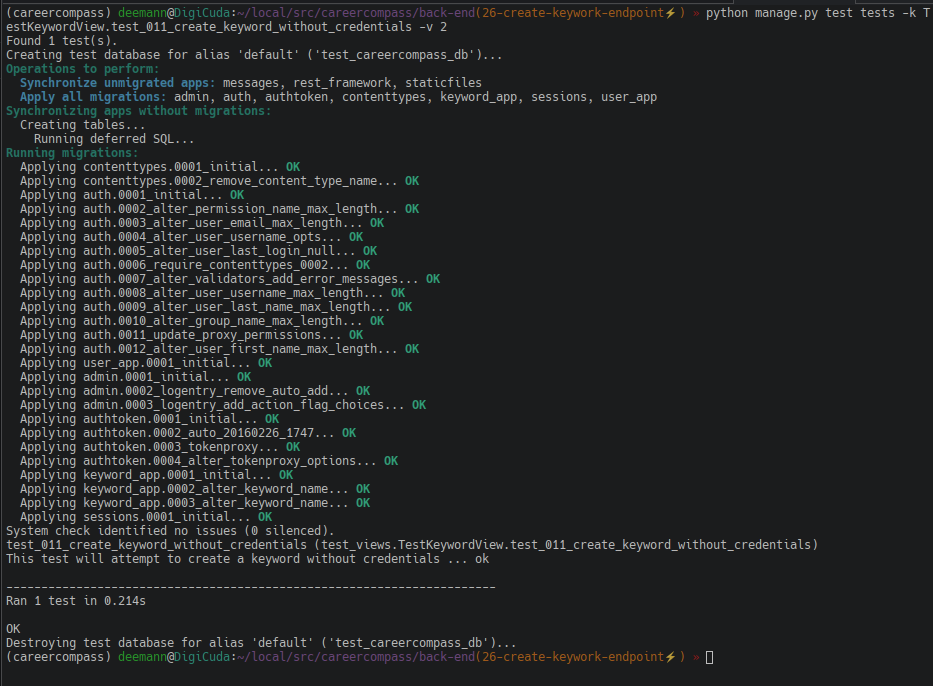 (careercompass) deemann@DigiCuda:~/local/src/careercompass/back-end(26-create-keywork-endpoint⚡) » python manage.py test tests -k T
estKeywordView.test_011_create_keyword_without_credentials -v 2
Found 1 test(s).
Creating test database for alias 'default' ('test_careercompass_db')...
Operations to perform:
  Synchronize unmigrated apps: messages, rest_framework, staticfiles
  Apply all migrations: admin, auth, authtoken, contenttypes, keyword_app, sessions, user_app
Synchronizing apps without migrations:
  Creating tables...
    Running deferred SQL...
Running migrations:
  Applying contenttypes.0001_initial... OK
  Applying contenttypes.0002_remove_content_type_name... OK
  Applying auth.0001_initial... OK
  Applying auth.0002_alter_permission_name_max_length... OK
  Applying auth.0003_alter_user_email_max_length... OK
  Applying auth.0004_alter_user_username_opts... OK
  Applying auth.0005_alter_user_last_login_null... OK
  Applying auth.0006_require_contenttypes_0002... OK
  Applying auth.0007_alter_validators_add_error_messages... OK
  Applying auth.0008_alter_user_username_max_length... OK
  Applying auth.0009_alter_user_last_name_max_length... OK
  Applying auth.0010_alter_group_name_max_length... OK
  Applying auth.0011_update_proxy_permissions... OK
  Applying auth.0012_alter_user_first_name_max_length... OK
  Applying user_app.0001_initial... OK
  Applying admin.0001_initial... OK
  Applying admin.0002_logentry_remove_auto_add... OK
  Applying admin.0003_logentry_add_action_flag_choices... OK
  Applying authtoken.0001_initial... OK
  Applying authtoken.0002_auto_20160226_1747... OK
  Applying authtoken.0003_tokenproxy... OK
  Applying authtoken.0004_alter_tokenproxy_options... OK
  Applying keyword_app.0001_initial... OK
  Applying keyword_app.0002_alter_keyword_name... OK
  Applying keyword_app.0003_alter_keyword_name... OK
  Applying sessions.0001_initial... OK
System check identified no issues (0 silenced).
test_011_create_keyword_without_credentials (test_views.TestKeywordView.test_011_create_keyword_without_credentials)
This test will attempt to create a keyword without credentials ... ok

----------------------------------------------------------------------
Ran 1 test in 0.214s

OK
Destroying test database for alias 'default' ('test_careercompass_db')...
(careercompass) deemann@DigiCuda:~/local/src/careercompass/back-end(26-create-keywork-endpoint⚡) »